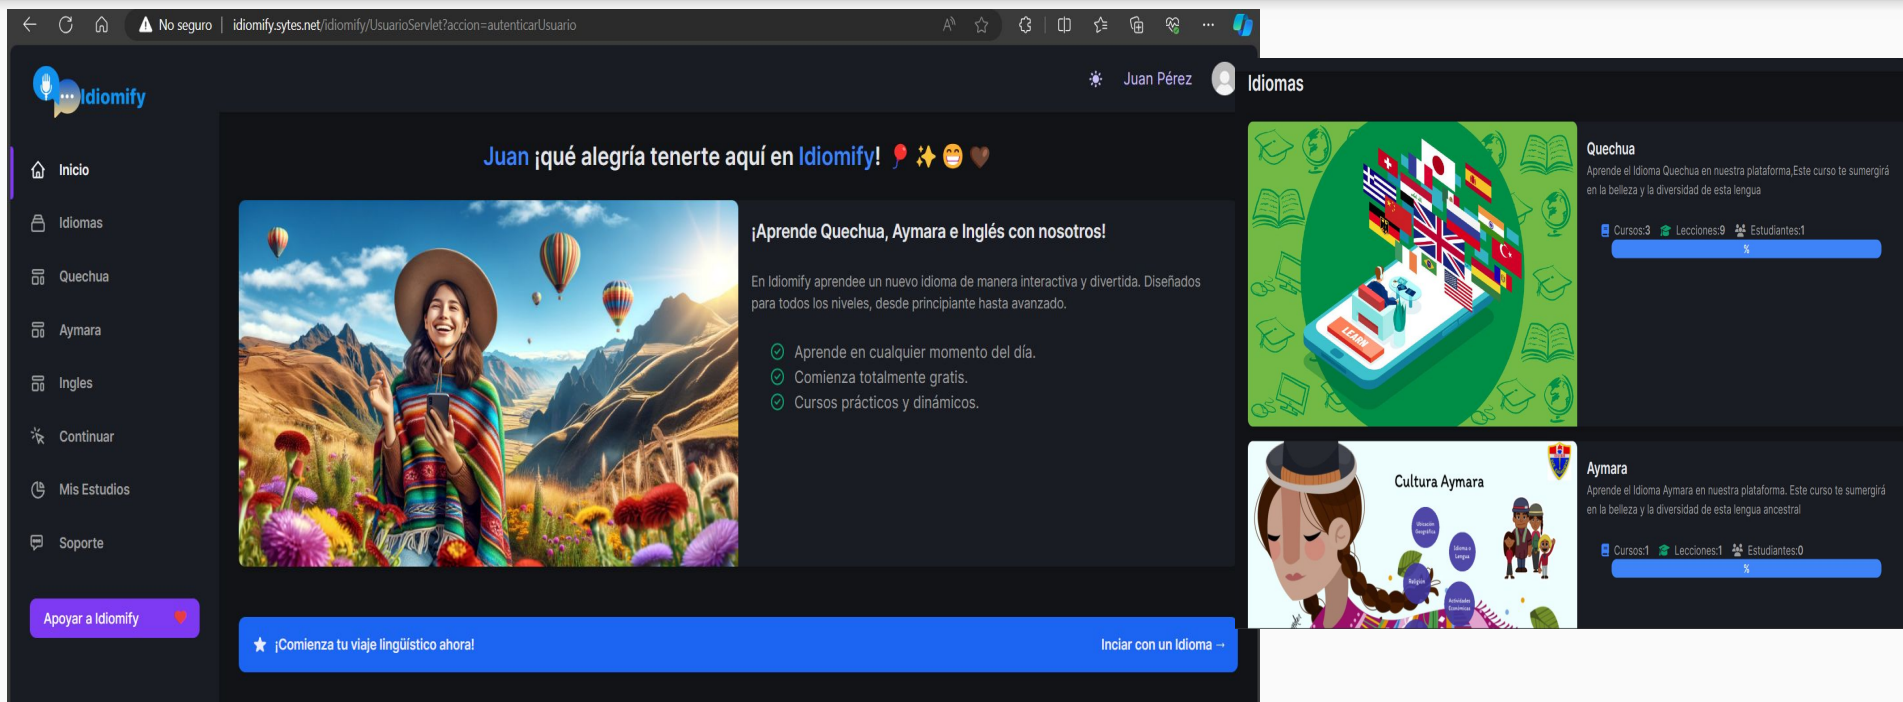 No seguro | idiomify.sytes.net/idiomify/UsuarioServlet?accion=autenticarUsuario
Idiomify
Juan Pérez
Inicio
Idiomas
Quechua
Aymara
Ingles
Continuar
Mis Estudios
Soporte
Apoyar a Idiomify
Juan ¡qué alegría tenerte aquí en Idiomify!
¡Aprende Quechua, Aymara e Inglés con nosotros!
En Idiomify aprendee un nuevo idioma de manera interactiva y divertida. Diseñados
para todos los niveles, desde principiante hasta avanzado.
Aprende en cualquier momento del día.
Comienza totalmente gratis.
Cursos prácticos y dinámicos.
¡Comienza tu viaje lingüístico ahora!
Inciar con un Idioma →
Idiomas
LEARN
Quechua
Aprende el Idioma Quechua en nuestra plataforma,Este curso te sumergirá
en la belleza y la diversidad de esta lengua
Cursos:3 Lecciones:9 Estudiantes:1
%
Cultura Aymara
Ubicación
Geográfica
Idioma o
Lengua
Religión
Actividades
Económicas
Aymara
Aprende el Idioma Aymara en nuestra plataforma. Este curso te sumergirá
en la belleza y la diversidad de esta lengua ancestral
Cursos:1 Lecciones:1 Estudiantes:0
%